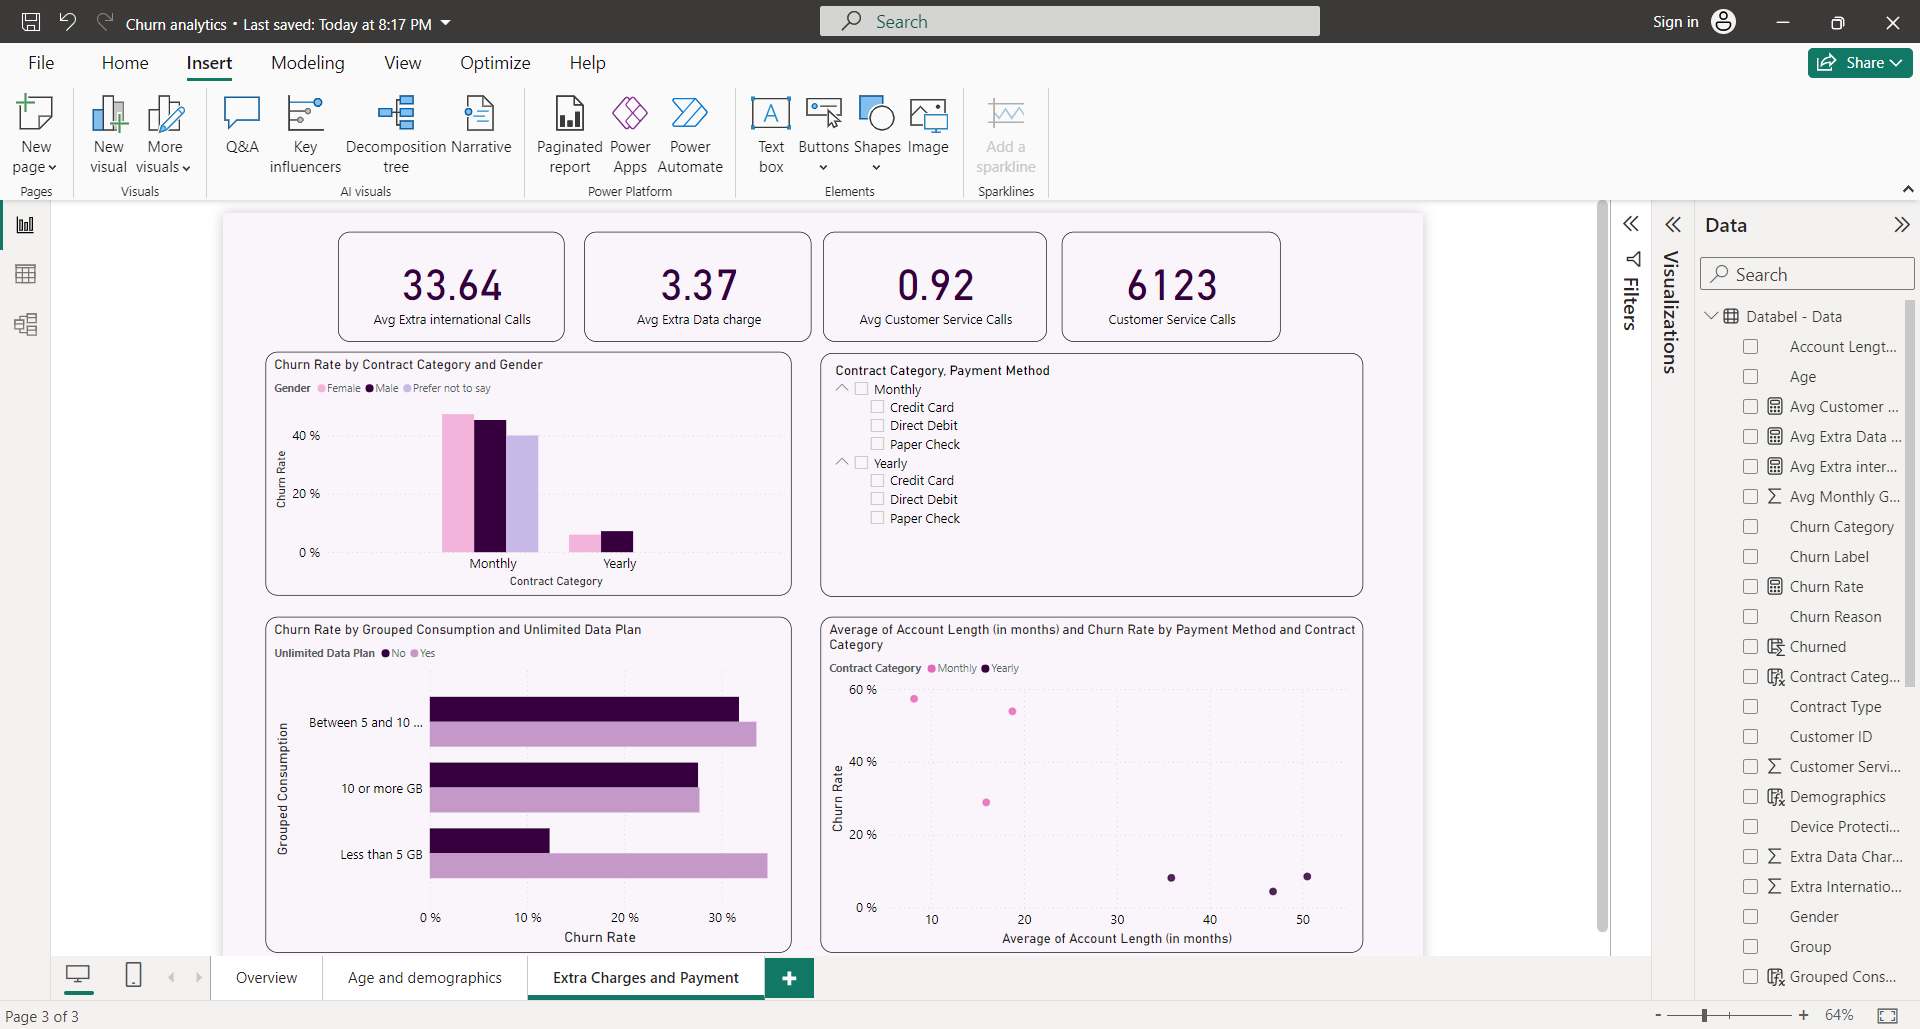 Churn analytics • Last saved: Today at 8:17 PM
Search
Sign in
File Home Insert Modeling View Optimize Help
Share
New page
New visual
More visuals
Q&A
Key influencers
Decomposition tree
Narrative
Paginated report
Power Apps
Power Automate
Text box
Buttons
Shapes
Image
Add a sparkline
Pages
Visuals
AI visuals
Power Platform
Elements
Sparklines
33.64
Avg Extra international Calls
3.37
Avg Extra Data charge
0.92
Avg Customer Service Calls
6123
Customer Service Calls
Churn Rate by Contract Category and Gender
Gender Female Male Prefer not to say
Churn Rate
40 %
20 %
0 %
Monthly Yearly
Contract Category
Contract Category, Payment Method
Monthly
Credit Card
Direct Debit
Paper Check
Yearly
Credit Card
Direct Debit
Paper Check
Churn Rate by Grouped Consumption and Unlimited Data Plan
Unlimited Data Plan No Yes
Grouped Consumption
Between 5 and 10 ...
10 or more GB
Less than 5 GB
0 % 10 % 20 % 30 %
Churn Rate
Average of Account Length (in months) and Churn Rate by Payment Method and Contract
Category
Contract Category Monthly Yearly
Churn Rate
60 %
40 %
20 %
0 %
10 20 30 40 50
Average of Account Length (in months)
Filters
Visualizations
Data
Search
Databel - Data
Account Lengt...
Age
Avg Customer ...
Avg Extra Data ...
Avg Extra inter...
Avg Monthly G...
Churn Category
Churn Label
Churn Rate
Churn Reason
Churned
Contract Categ...
Contract Type
Customer ID
Customer Servi...
Demographics
Device Protecti...
Extra Data Char...
Extra Internatio...
Gender
Group
Grouped Cons...
Overview
Age and demographics
Extra Charges and Payment
Page 3 of 3
64%